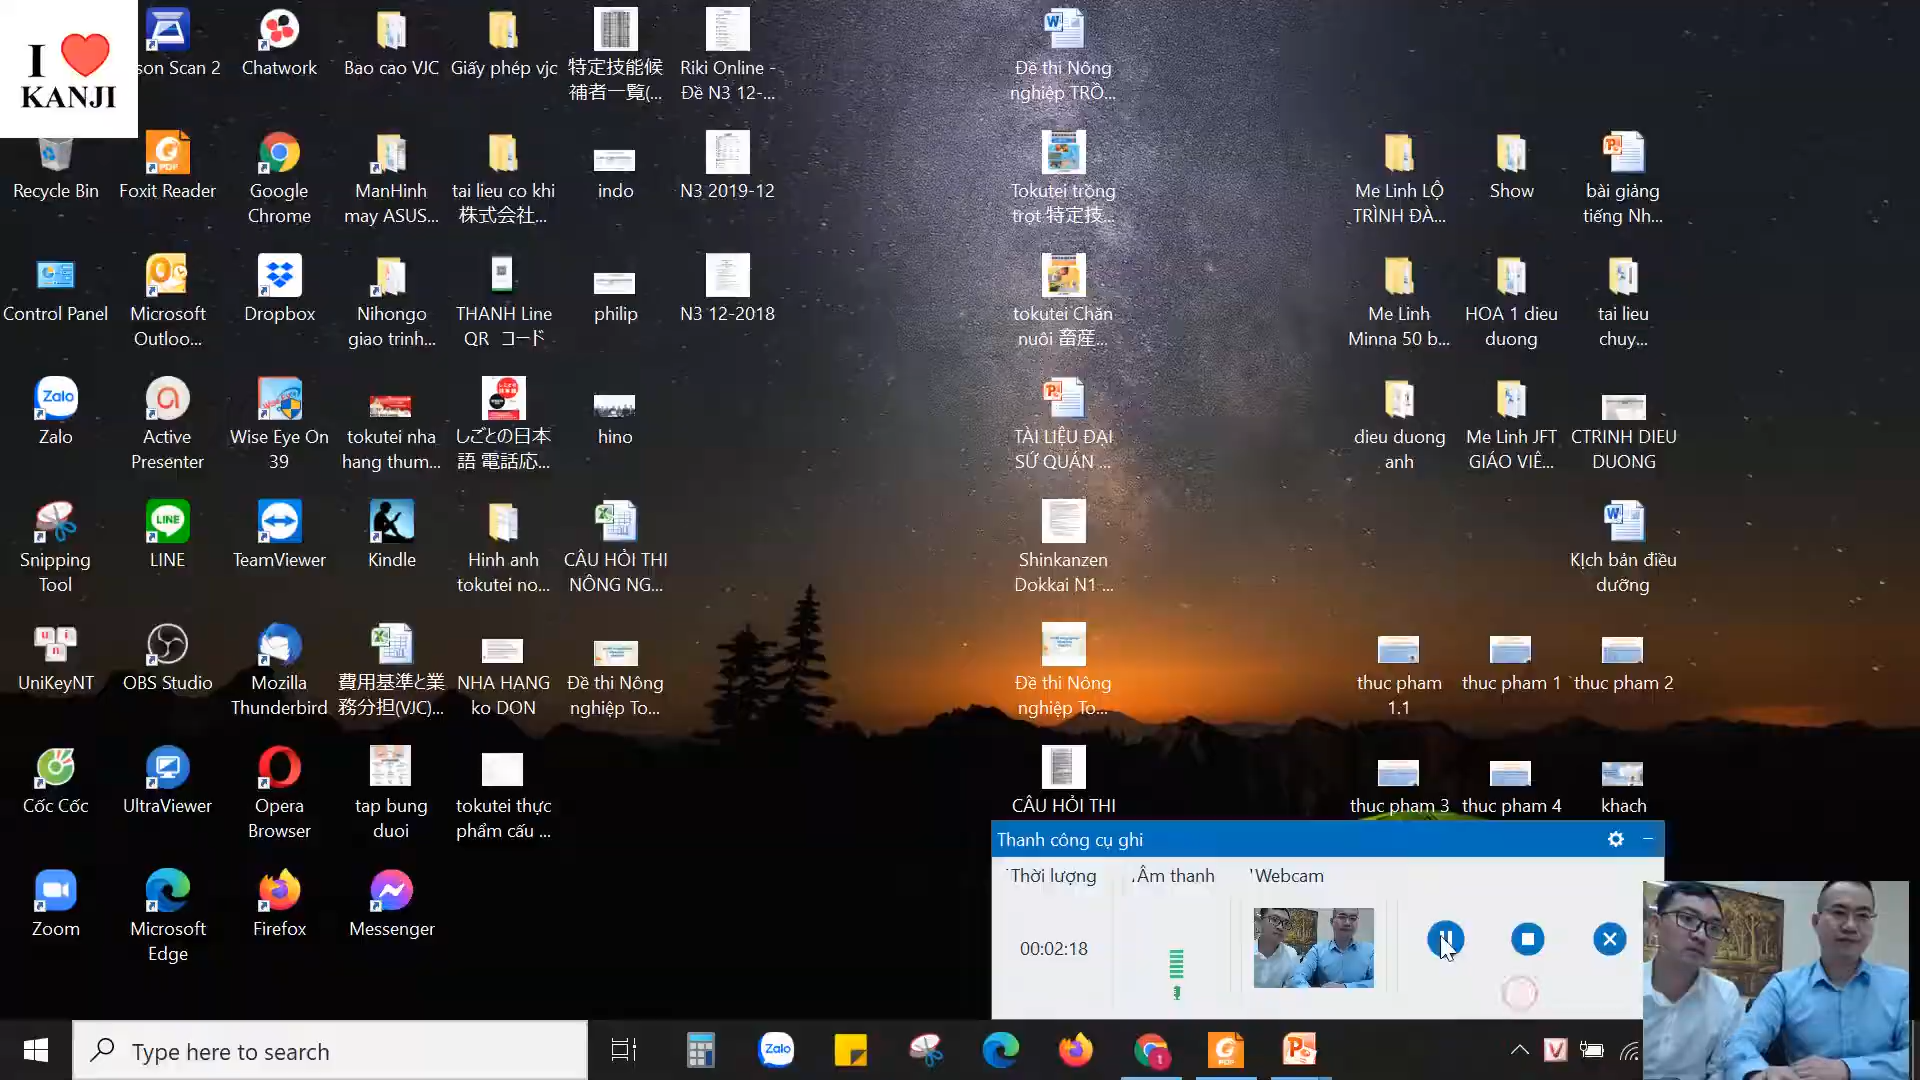 I ❤ KANJI
son Scan 2
Chatwork
Bao cao VJC
Giấy phép vjc
特定技能候
補者一覧(...
Riki Online -
Đề N3 12-...
Đề thi Nông
nghiệp TRỒ...
Recycle Bin
Foxit Reader
Google
Chrome
ManHinh
may ASUS...
tai lieu co khi
株式会社...
indo
N3 2019-12
Tokutei trồng
trọt 特定技...
Me Linh LỘ
TRÌNH ĐÀ...
Show
bài giảng
tiếng Nh...
Control Panel
Microsoft
Outloo...
Dropbox
Nihongo
giao trinh...
THANH Line
QR コード
philip
N3 12-2018
tokutei Chăn
nuôi 畜産...
Me Linh
Minna 50 b...
HOA 1 dieu
duong
tai lieu
chuy...
Zalo
Zalo
Active
Presenter
Wise Eye On
39
tokutei nha
hang thum...
しごとの日本
語 電話応...
hino
TÀI LIỆU ĐẠI
SỨ QUÁN ...
dieu duong
anh
Me Linh JFT
GIÁO VIÊ...
CTRINH DIEU
DUONG
Snipping
Tool
LINE
LINE
TeamViewer
Kindle
Hinh anh
tokutei no...
CÂU HỎI THI
NÔNG NG...
Shinkanzen
Dokkai N1 ...
Kịch bản điều
dưỡng
UniKeyNT
OBS Studio
Mozilla
Thunderbird
費用基準と業
務分担(VJC)...
NHA HANG
ko DON
Đề thi Nông
nghiệp To...
Đề thi Nông
nghiệp To...
thuc pham
1.1
thuc pham 1
thuc pham 2
Cốc Cốc
UltraViewer
Opera
Browser
tap bung
duoi
tokutei thực
phẩm cấu ...
CÂU HỎI THI
thuc pham 3
thuc pham 4
khach
Zoom
Microsoft
Edge
Firefox
Messenger
Thanh công cụ ghi
Thời lượng
Âm thanh
Webcam
00:02:18
Type here to search
Zalo